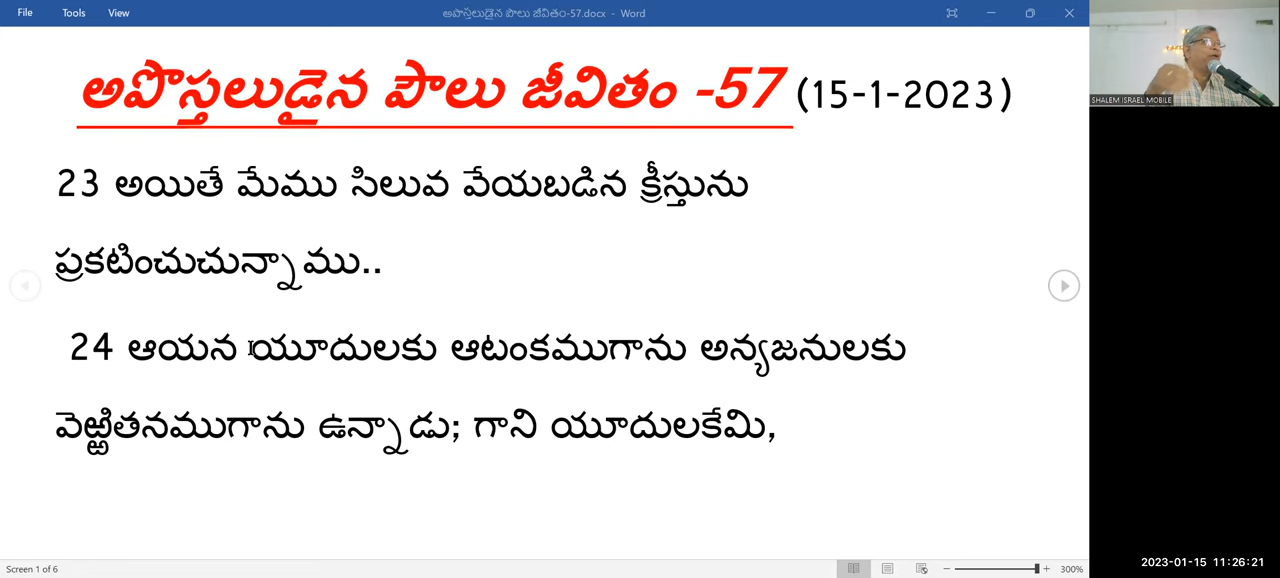 File Tools View అపొస్తలుడైన పౌలు జీవితం-57.docx - Word
అపొస్తలుడైన పౌలు జీవితం -57 (15-1-2023)
SHALEM ISRAEL MOBILE
23 అయితే మేము సిలువ వేయబడిన క్రీస్తును
ప్రకటించుచున్నాము..
24 ఆయన యూదులకు ఆటంకముగాను అన్యజనులకు
వెఱ్ఱితనముగాను ఉన్నాడు; గాని యూదులకేమి,
Screen 1 of 6
300%
2023-01-15 11:26:21